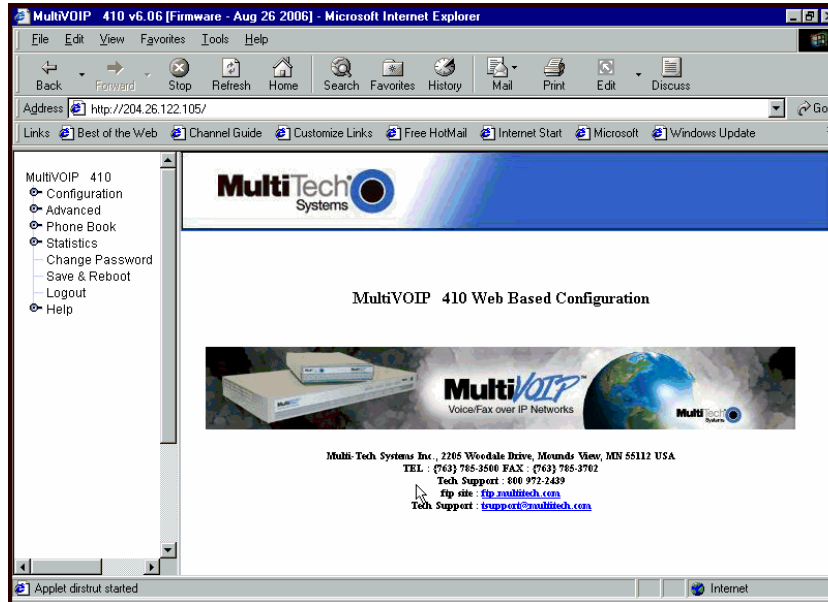 MultiVOIP 410 v6.06 [Firmware - Aug 26 2006] - Microsoft Internet Explorer
File Edit View Favorites Tools Help
Back Forward Stop Refresh Home Search Favorites History Mail Print Edit Discuss
Address http://204.26.122.105/ Go
Links Best of the Web Channel Guide Customize Links Free HotMail Internet Start Microsoft Windows Update
MultiVOIP 410
Configuration
Advanced
Phone Book
Statistics
Change Password
Save & Reboot
Logout
Help
MultiTech
Systems
MultiVOIP 410 Web Based Configuration
MultiVOIP™
Voice/Fax over IP Networks
MultiTech
Systems
Multi-Tech Systems Inc., 2205 Woodale Drive, Mounds View, MN 55112 USA
TEL : (763) 785-3500 FAX : (763) 785-3702
Tech Support : 800 972-2439
ftp site : ftp.multitech.com
Tech Support : tsupport@multitech.com
Applet dirstrut started
Internet